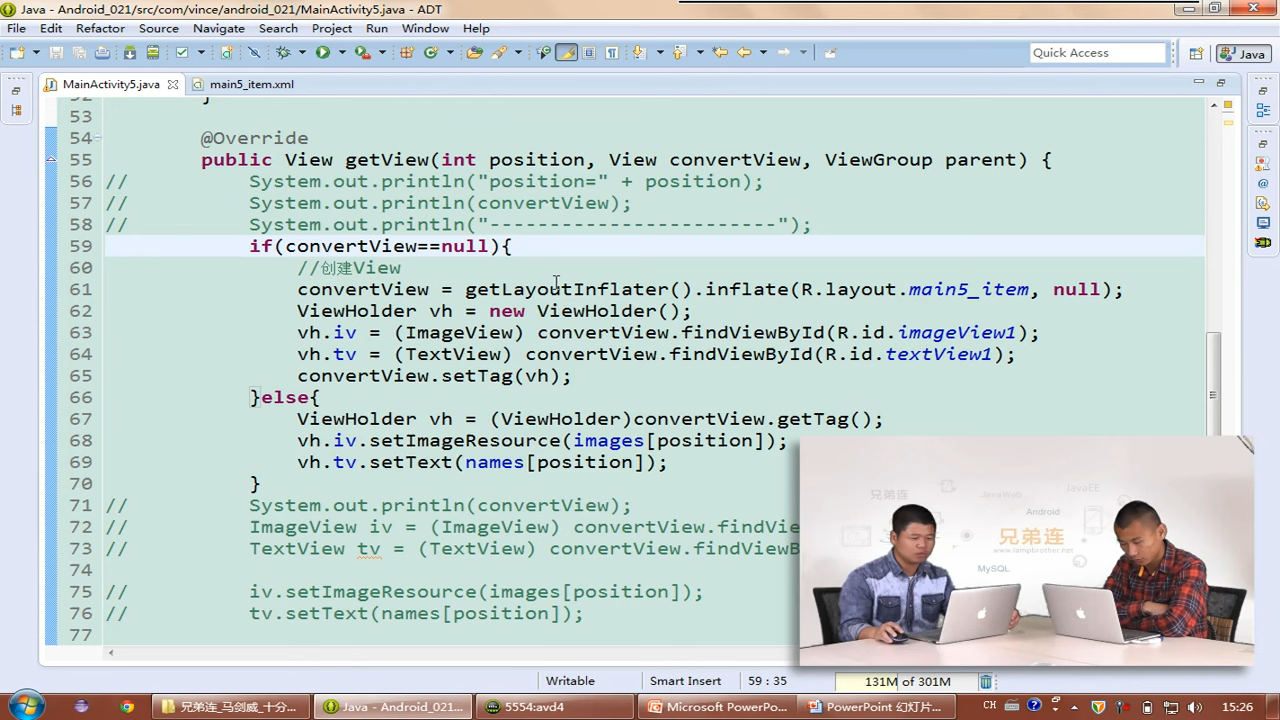 Java - Android_021/src/com/vince/android_021/MainActivity5.java - ADT
File Edit Refactor Source Navigate Search Project Run Window Help
Quick Access
Java
MainActivity5.java
main5_item.xml
53
54 @Override
55 public View getView(int position, View convertView, ViewGroup parent) {
56 // System.out.println("position=" + position);
57 // System.out.println(convertView);
58 // System.out.println("------------------------");
59 if(convertView==null){
60 //创建View
61 convertView = getLayoutInflater().inflate(R.layout.main5_item, null);
62 ViewHolder vh = new ViewHolder();
63 vh.iv = (ImageView) convertView.findViewById(R.id.imageView1);
64 vh.tv = (TextView) convertView.findViewById(R.id.textView1);
65 convertView.setTag(vh);
66 }else{
67 ViewHolder vh = (ViewHolder)convertView.getTag();
68 vh.iv.setImageResource(images[position]);
69 vh.tv.setText(names[position]);
70 }
71 // System.out.println(convertView);
72 // ImageView iv = (ImageView) convertView.findVie
73 // TextView tv = (TextView) convertView.findViewB
74
75 // iv.setImageResource(images[position]);
76 // tv.setText(names[position]);
77
兄弟连 JavaWeb JavaEE
Android
兄弟连
www.lampbrother.net
MySQL
Writable Smart Insert 59 : 35 131M of 301M
兄弟连_马剑威_十分... Java - Android_021... 5554:avd4 Microsoft PowerPo... PowerPoint 幻灯片... CH 15:26